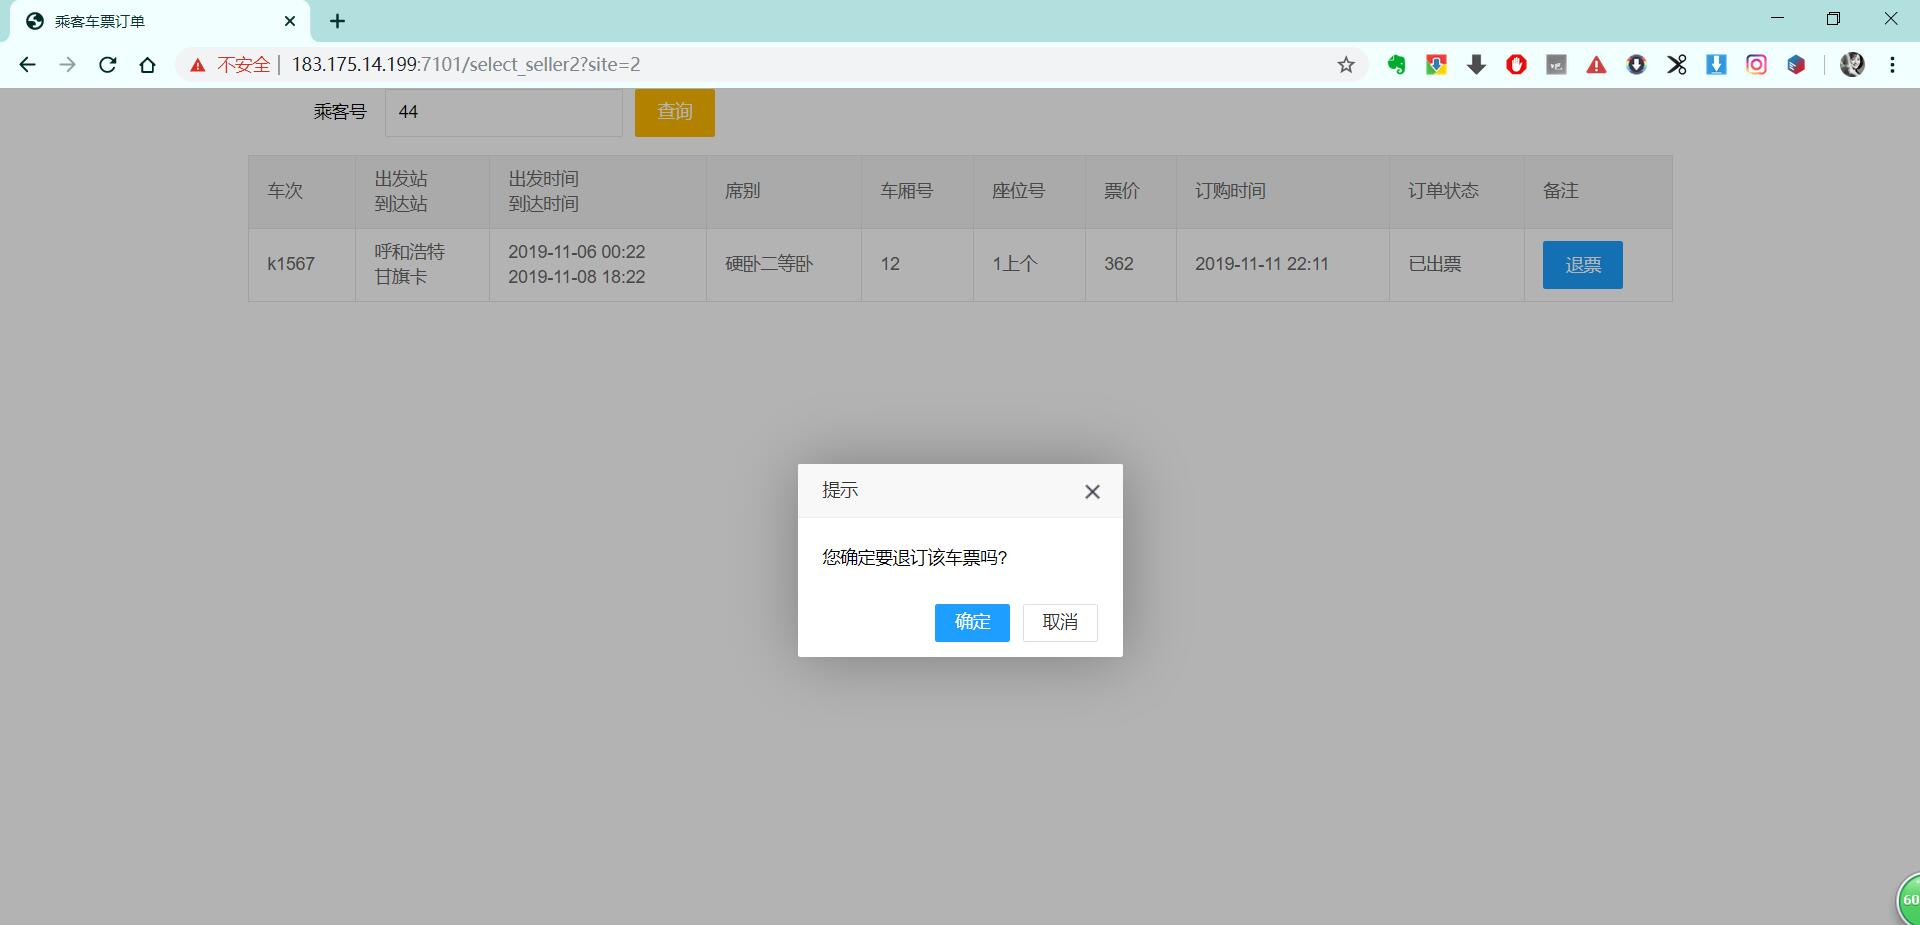 乘客车票订单
不安全 | 183.175.14.199:7101/select_seller2?site=2
乘客号 44 查询
车次 出发站 出发时间 席别 车厢号 座位号 票价 订购时间 订单状态 备注
到达站 到达时间
k1567 呼和浩特 2019-11-06 00:22 硬卧二等卧 12 1上个 362 2019-11-11 22:11 已出票 退票
甘旗卡 2019-11-08 18:22
提示
您确定要退订该车票吗?
确定 取消
60